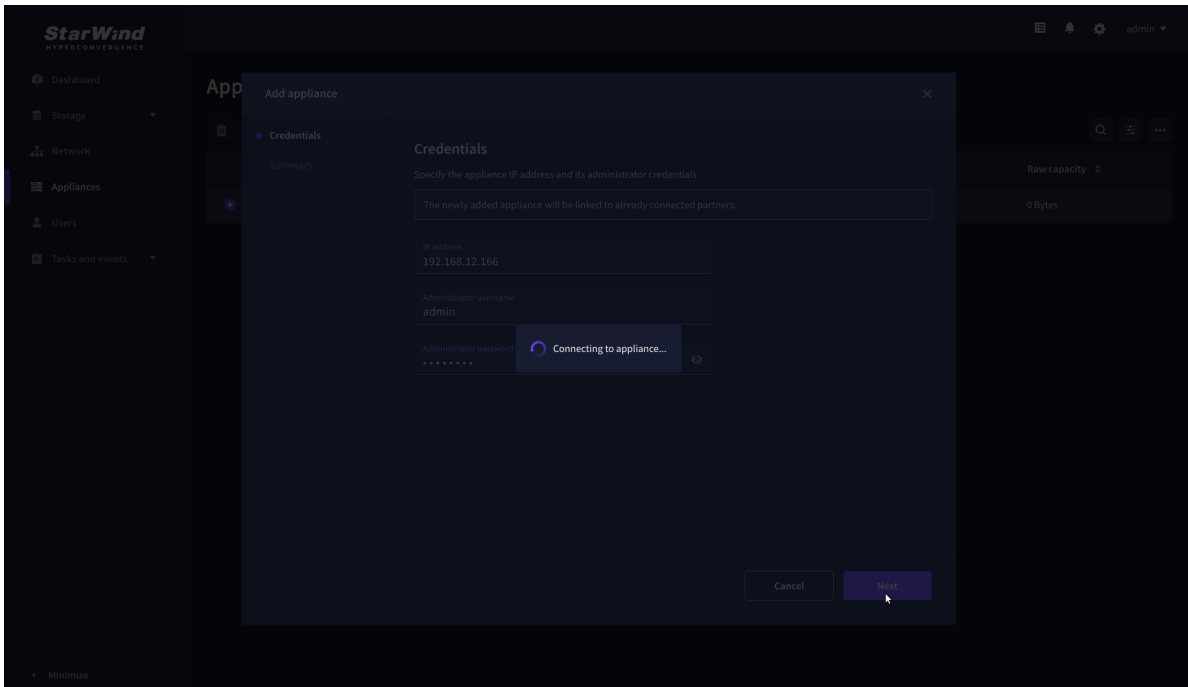 StarWind
HYPERCONVERGENCE
admin
Dashboard
Storage
Network
Appliances
Users
Tasks and events
Minimize
App
Raw capacity
0 Bytes
Add appliance
Credentials
Summary
Credentials
Specify the appliance IP address and its administrator credentials
The newly added appliance will be linked to already connected partners.
IP address
192.168.12.166
Administrator username
admin
Administrator password
Connecting to appliance...
Cancel
Next